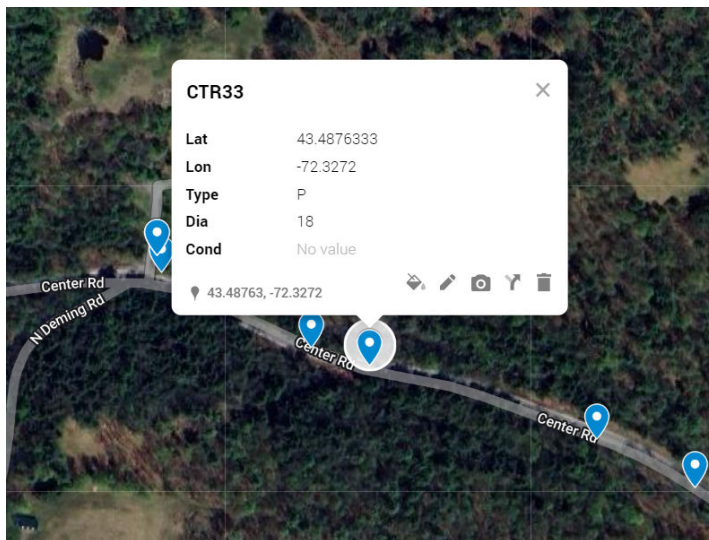 CTR33
Lat 43.4876333
Lon -72.3272
Type P
Dia 18
Cond No value
43.48763, -72.3272
Center Rd
N Deming Rd
Center Rd
Center Rd